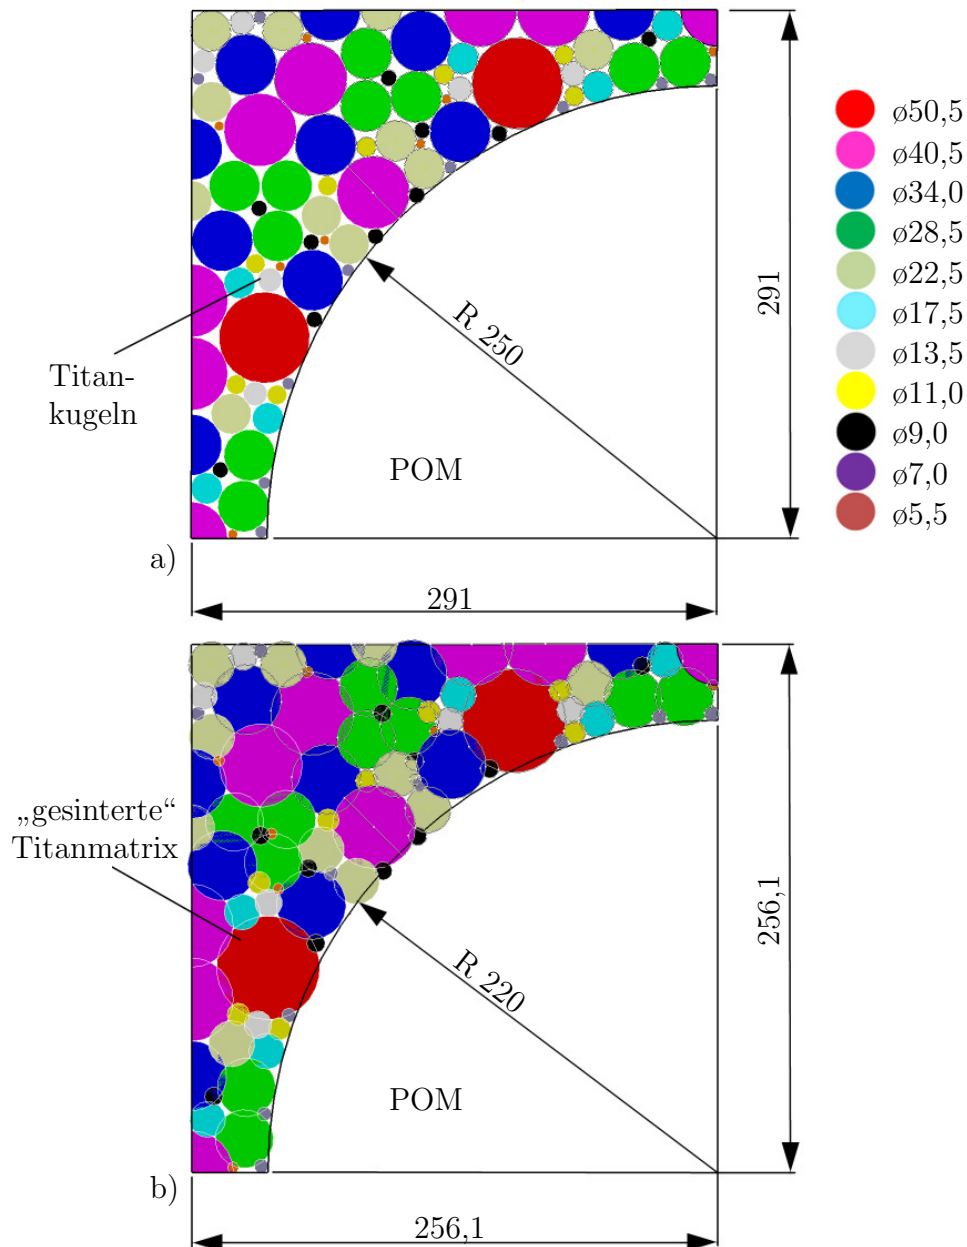 ø50,5
ø40,5
ø34,0
ø28,5
ø22,5
ø17,5
ø13,5
ø11,0
ø9,0
ø7,0
ø5,5
291
R 250
Titan-
kugeln
POM
a)
291
„gesinterte“
Titanmatrix
256,1
R 220
POM
b)
256,1